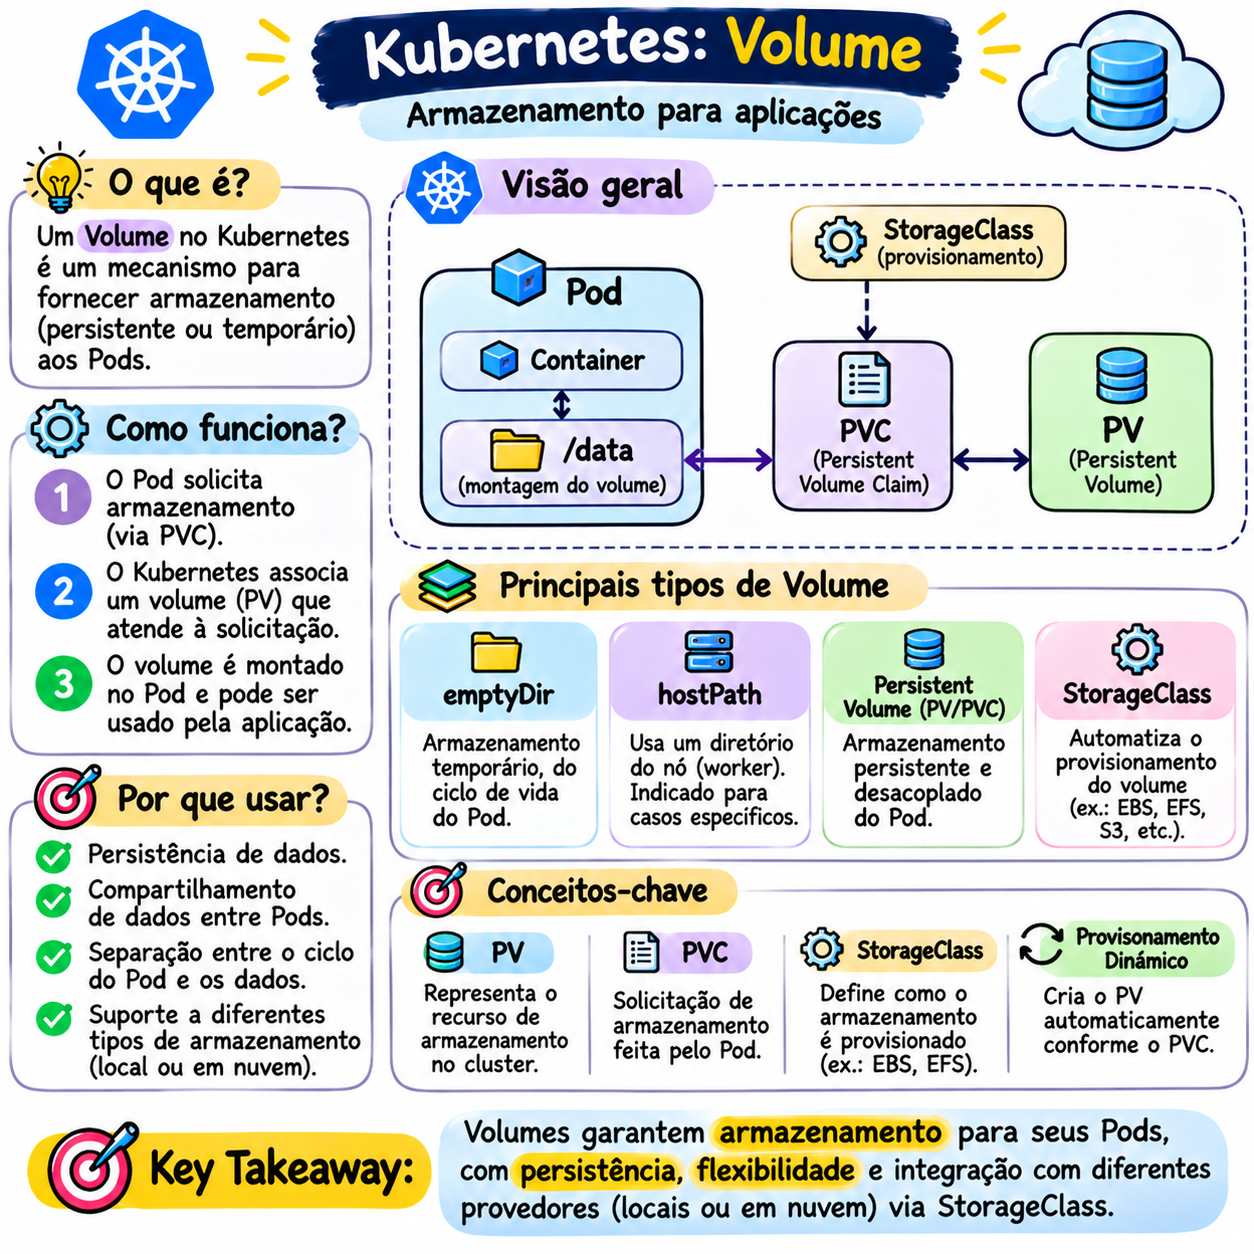 Kubernetes: Volume
Armazenamento para aplicações
O que é?
Um Volume no Kubernetes
é um mecanismo para
fornecer armazenamento
(persistente ou temporário)
aos Pods.
Como funciona?
1
O Pod solicita
armazenamento
(via PVC).
2
O Kubernetes associa
um volume (PV) que
atende à solicitação.
3
O volume é montado
no Pod e pode ser
usado pela aplicação.
Por que usar?
Persistência de dados.
Compartilhamento
de dados entre Pods.
Separação entre o ciclo
do Pod e os dados.
Suporte a diferentes
tipos de armazenamento
(local ou em nuvem).
Visão geral
StorageClass
(provisionamento)
Pod
Container
/data
(montagem do volume)
PVC
(Persistent
Volume Claim)
PV
(Persistent
Volume)
Principais tipos de Volume
emptyDir
Armazenamento
temporário, do
ciclo de vida
do Pod.
hostPath
Usa um diretório
do nó (worker).
Indicado para
casos específicos.
Persistent
Volume (PV/PVC)
Armazenamento
persistente e
desacoplado
do Pod.
StorageClass
Automatiza o
provisionamento
do volume
(ex.: EBS, EFS,
S3, etc.).
Conceitos-chave
PV
Representa o
recurso de
armazenamento
no cluster.
PVC
Solicitação de
armazenamento
feita pelo Pod.
StorageClass
Define como o
armazenamento
é provisionado
(ex.: EBS, EFS).
Provisonamento
Dinámico
Cria o PV
automaticamente
conforme o PVC.
Key Takeaway:
Volumes garantem armazenamento para seus Pods,
com persistência, flexibilidade e integração com diferentes
provedores (locais ou em nuvem) via StorageClass.